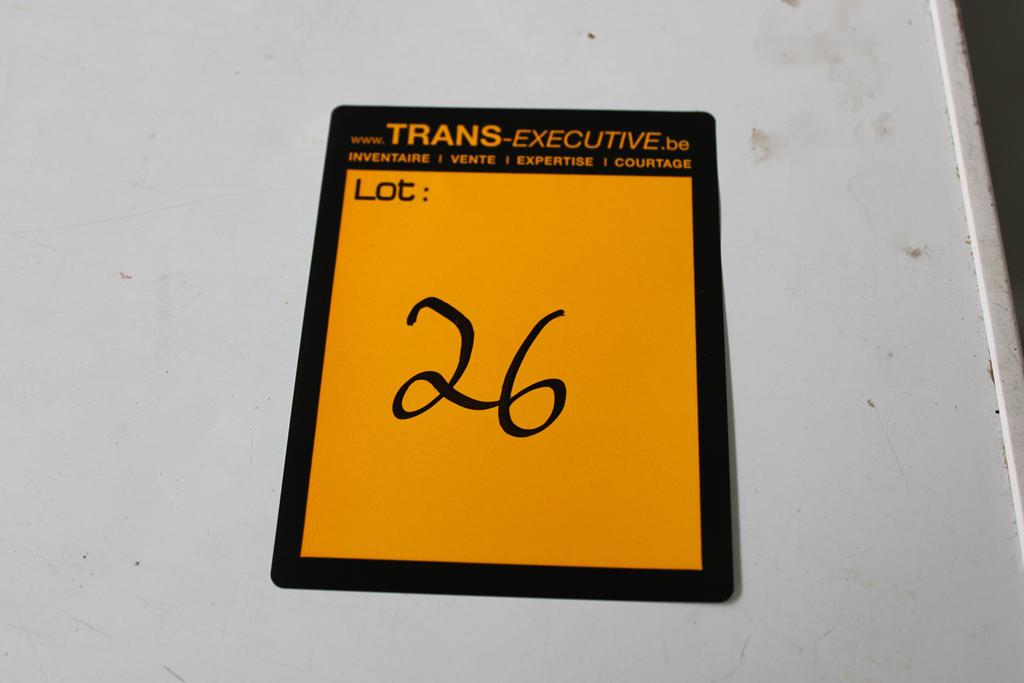 www.TRANS-EXECUTIVE.be
INVENTAIRE | VENTE | EXPERTISE | COURTAGE
Lot :
26